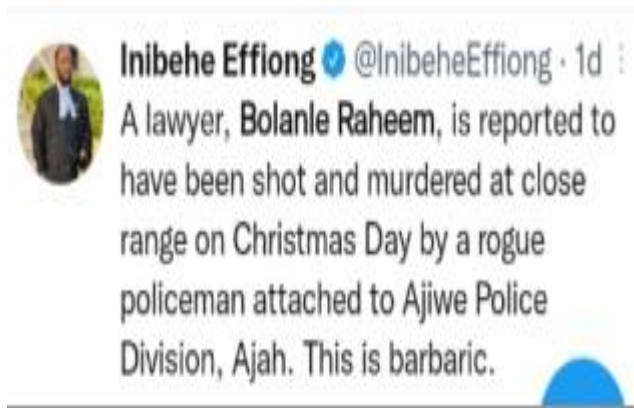 Inibehe Effiong @InibeheEffiong · 1d
A lawyer, Bolanle Raheem, is reported to
have been shot and murdered at close
range on Christmas Day by a rogue
policeman attached to Ajiwe Police
Division, Ajah. This is barbaric.